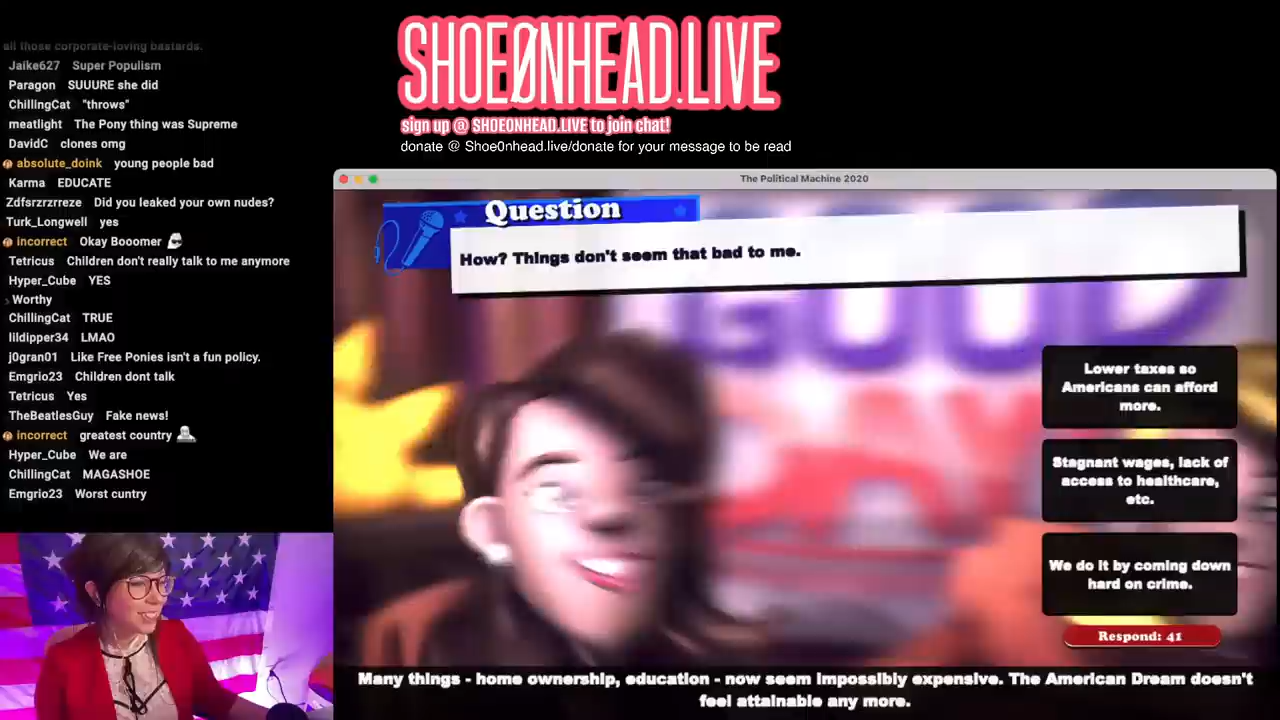 all those corporate-loving bastards.
Jaike627 Super Populism
Paragon SUUURE she did
ChillingCat "throws"
meatlight The Pony thing was Supreme
DavidC clones omg
absolute_doink young people bad
Karma EDUCATE
Zdfsrzrzrreze Did you leaked your own nudes?
Turk_Longwell yes
incorrect Okay Booomer
Tetricus Children don't really talk to me anymore
Hyper_Cube YES
Worthy
ChillingCat TRUE
lildipper34 LMAO
j0gran01 Like Free Ponies isn't a fun policy.
Emgrio23 Children dont talk
Tetricus Yes
TheBeatlesGuy Fake news!
incorrect greatest country
Hyper_Cube We are
ChillingCat MAGASHOE
Emgrio23 Worst cuntry
SHOEØNHEAD.LIVE
sign up @ SHOE0NHEAD.LIVE to join chat!
donate @ Shoe0nhead.live/donate for your message to be read
The Political Machine 2020
Question
How? Things don't seem that bad to me.
Lower taxes so
Americans can afford
more.
Stagnant wages, lack of
access to healthcare,
etc.
We do it by coming down
hard on crime.
Respond: 41
Many things - home ownership, education - now seem impossibly expensive. The American Dream doesn't
feel attainable any more.